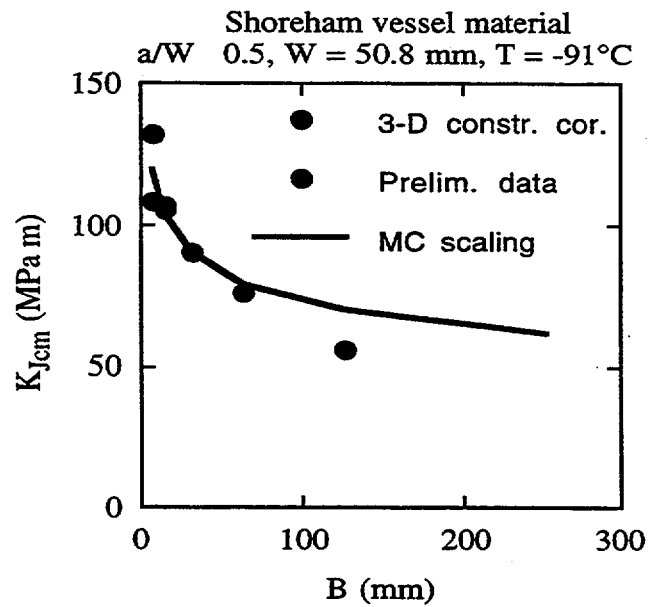 Shoreham vessel material
a/W 0.5, W = 50.8 mm, T = -91°C
150
3-D constr. cor.
Prelim. data
MC scaling
100
50
0
K_Jcm (MPa m)
0 100 200 300
B (mm)